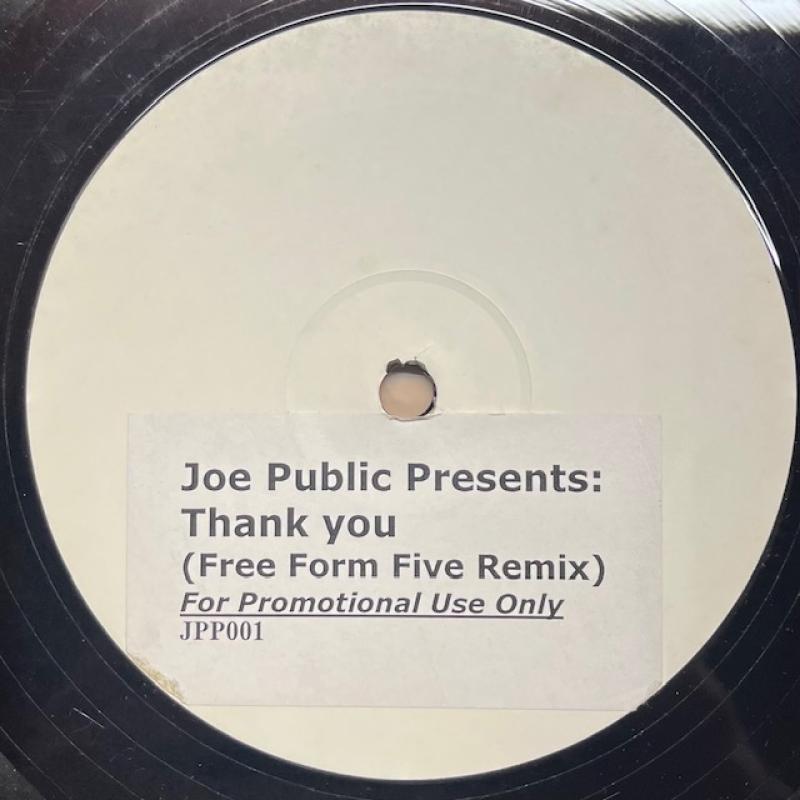 Joe Public Presents:
Thank you
(Free Form Five Remix)
For Promotional Use Only
JPP001